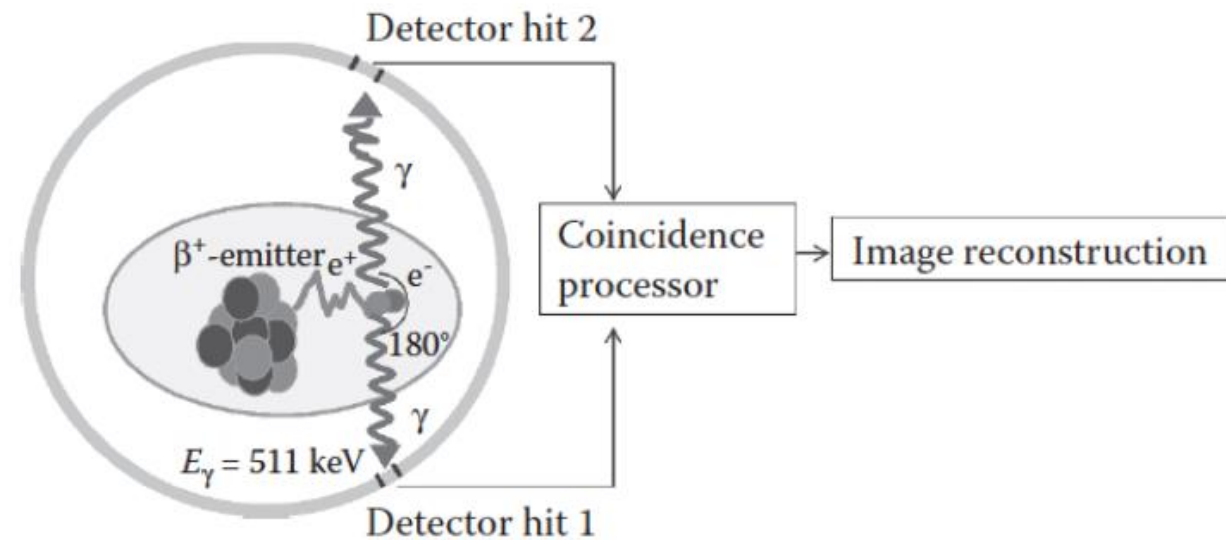 Detector hit 2
γ
β⁺-emitter
e⁺
e⁻
180°
γ
Eγ = 511 keV
Detector hit 1
Coincidence
processor
Image reconstruction